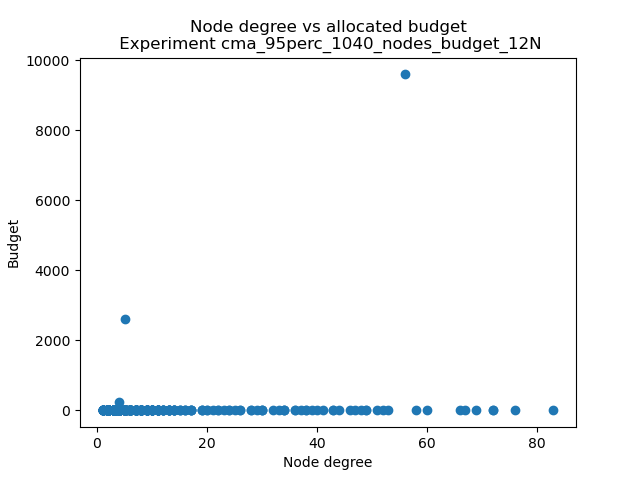 Node degree vs allocated budget
Experiment cma_95perc_1040_nodes_budget_12N
10000
8000
6000
4000
2000
0
Budget
0 20 40 60 80
Node degree